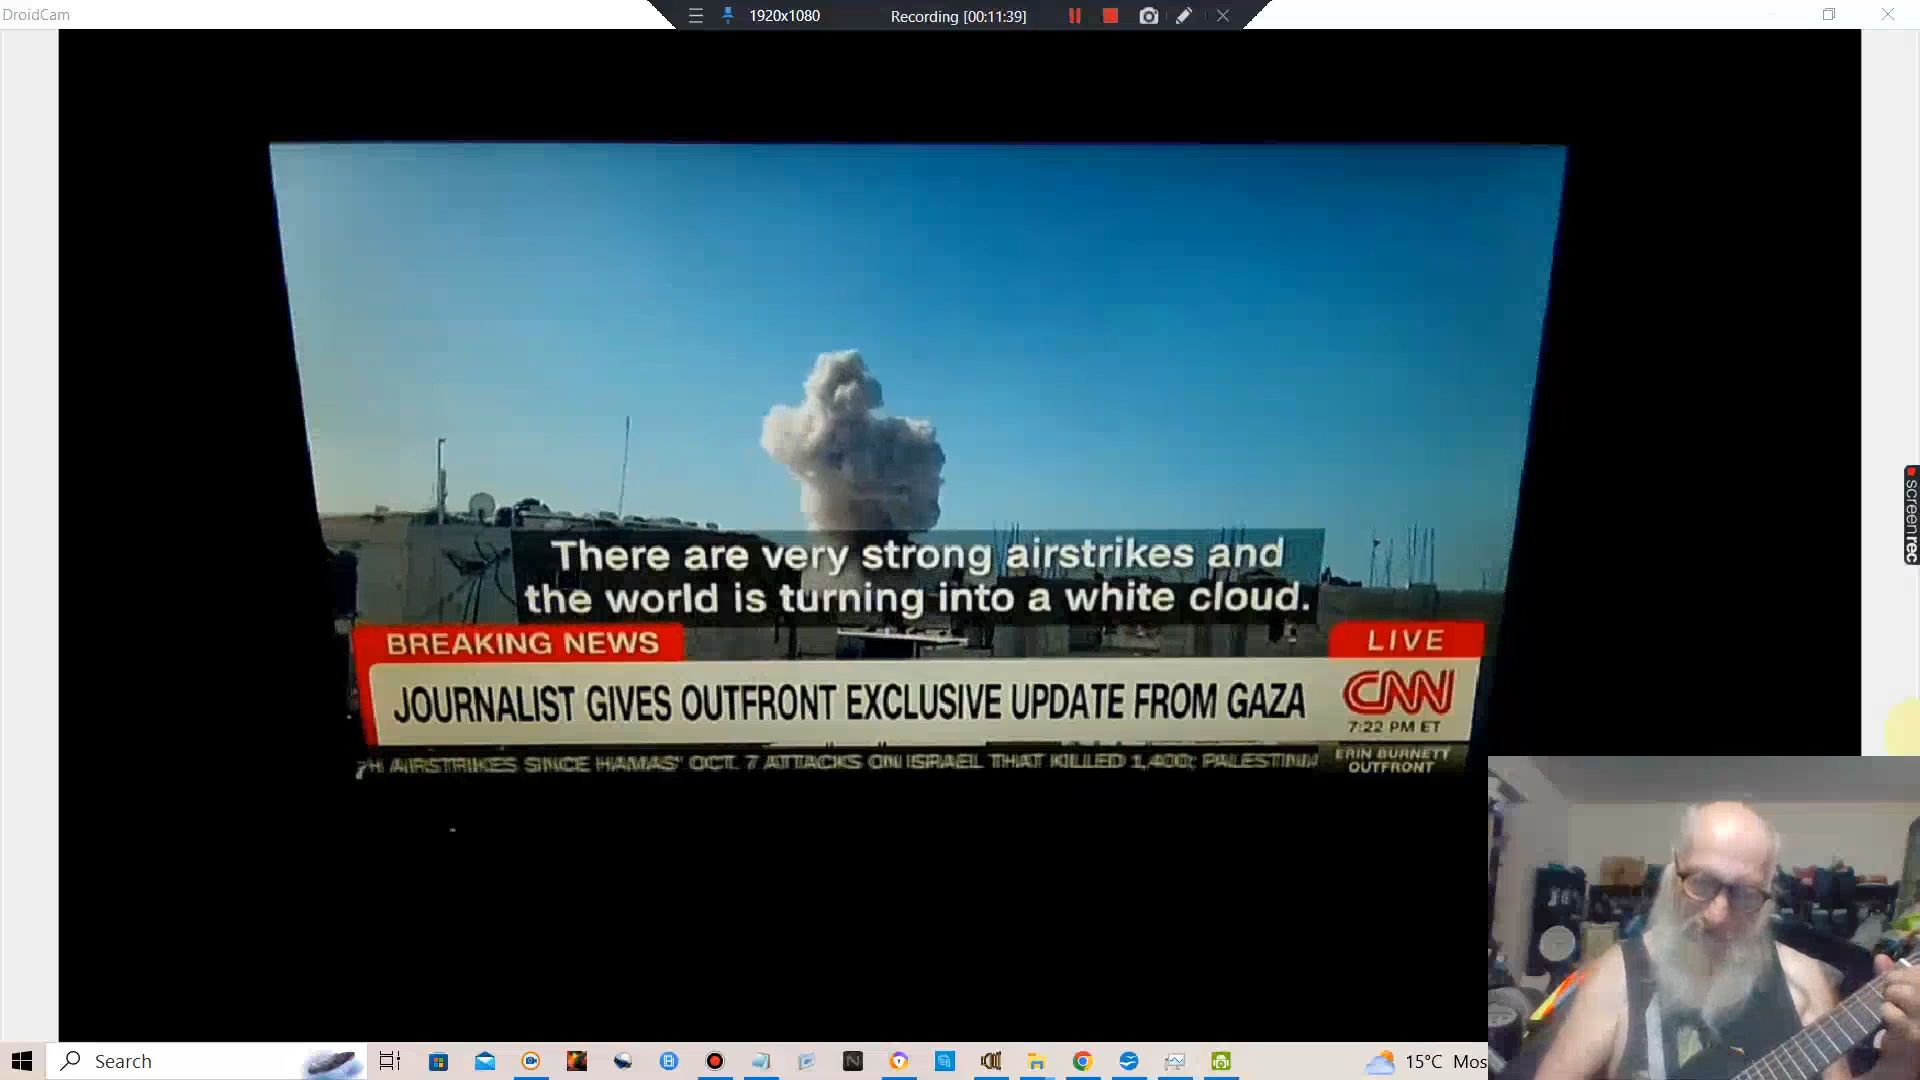 DroidCam
1920x1080
Recording [00:11:39]
There are very strong airstrikes and
the world is turning into a white cloud.
BREAKING NEWS
LIVE
JOURNALIST GIVES OUTFRONT EXCLUSIVE UPDATE FROM GAZA
CNN
7:22 PM ET
AIRSTRIKES SINCE HAMAS' OCT. 7 ATTACKS ON ISRAEL THAT KILLED 1,400; PALESTINI
ERIN BURNETT
OUTFRONT
screenrec
Search
15°C Mos